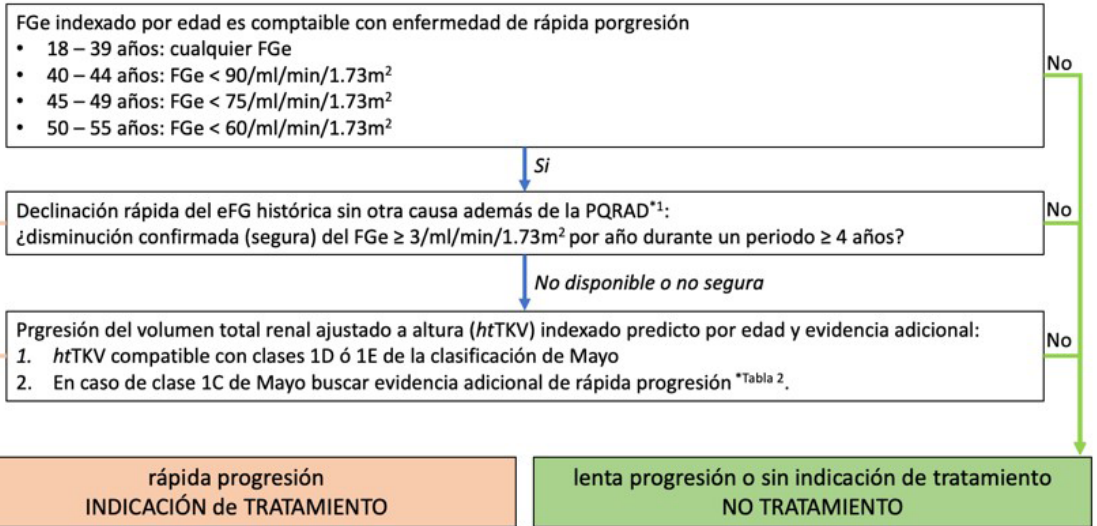 FGe indexado por edad es comptaible con enfermedad de rápida porgresión
• 18 – 39 años: cualquier FGe
• 40 – 44 años: FGe < 90/ml/min/1.73m²
• 45 – 49 años: FGe < 75/ml/min/1.73m²
• 50 – 55 años: FGe < 60/ml/min/1.73m²
No
Si
Declinación rápida del eFG histórica sin otra causa además de la PQRAD*1:
¿disminución confirmada (segura) del FGe ≥ 3/ml/min/1.73m² por año durante un periodo ≥ 4 años?
No
No disponible o no segura
Prgresión del volumen total renal ajustado a altura (htTKV) indexado predicto por edad y evidencia adicional:
1. htTKV compatible con clases 1D ó 1E de la clasificación de Mayo
2. En caso de clase 1C de Mayo buscar evidencia adicional de rápida progresión *Tabla 2.
No
rápida progresión
INDICACIÓN de TRATAMIENTO
lenta progresión o sin indicación de tratamiento
NO TRATAMIENTO